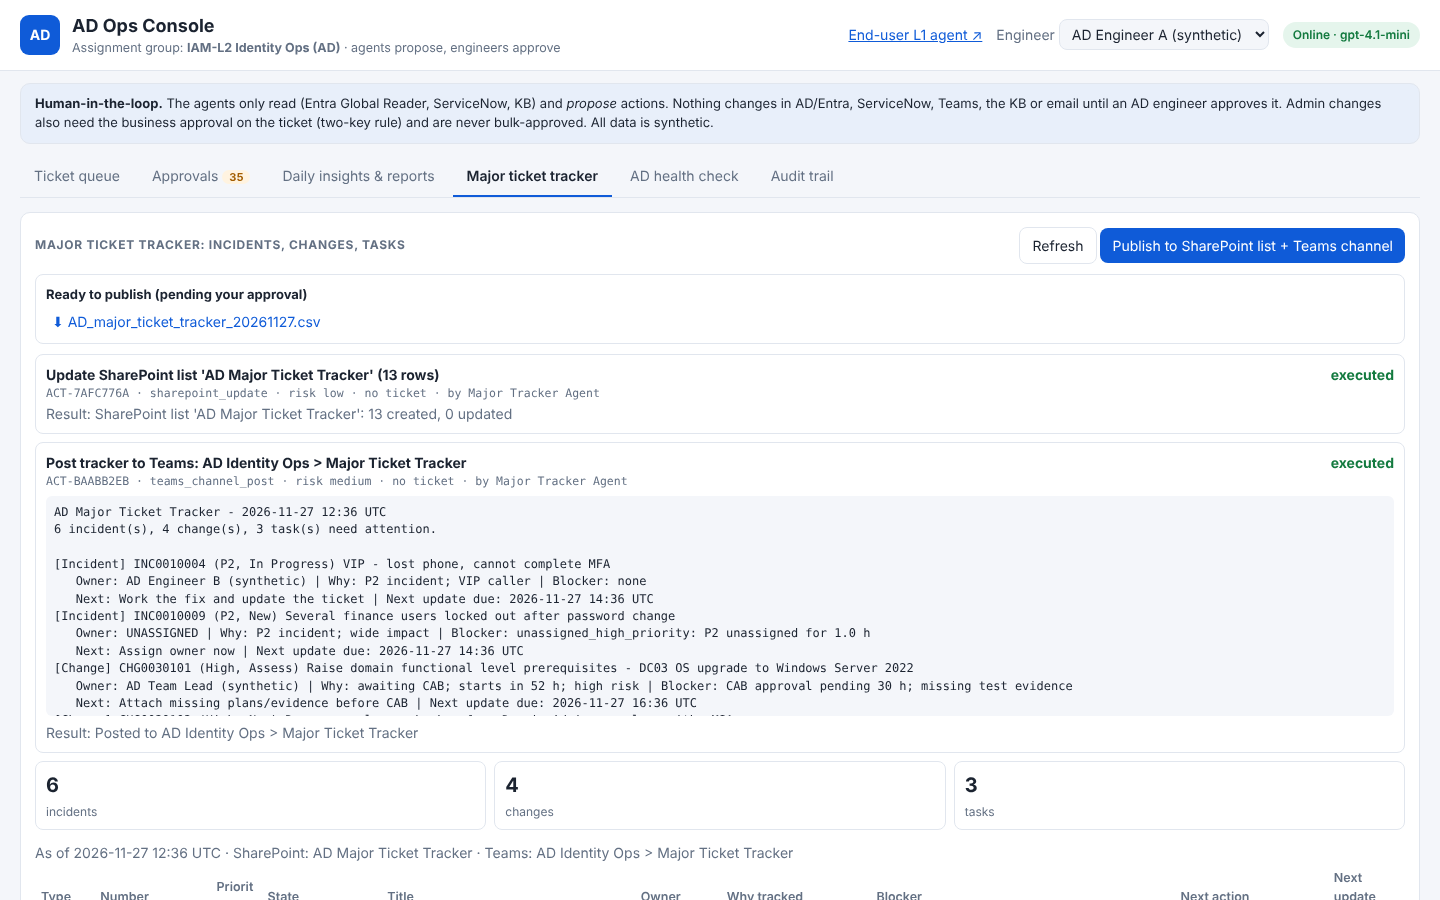 AD
AD Ops Console
Assignment group: IAM-L2 Identity Ops (AD) · agents propose, engineers approve
End-user L1 agent ↗
Engineer
AD Engineer A (synthetic)
Online · gpt-4.1-mini
Human-in-the-loop. The agents only read (Entra Global Reader, ServiceNow, KB) and propose actions. Nothing changes in AD/Entra, ServiceNow, Teams, the KB or email until an AD engineer approves it. Admin changes
also need the business approval on the ticket (two-key rule) and are never bulk-approved. All data is synthetic.
Ticket queue
Approvals 35
Daily insights & reports
Major ticket tracker
AD health check
Audit trail
MAJOR TICKET TRACKER: INCIDENTS, CHANGES, TASKS
Refresh
Publish to SharePoint list + Teams channel
Ready to publish (pending your approval)
⬇ AD_major_ticket_tracker_20261127.csv
Update SharePoint list 'AD Major Ticket Tracker' (13 rows)
executed
ACT-7AFC776A · sharepoint_update · risk low · no ticket · by Major Tracker Agent
Result: SharePoint list 'AD Major Ticket Tracker': 13 created, 0 updated
Post tracker to Teams: AD Identity Ops > Major Ticket Tracker
executed
ACT-BAABB2EB · teams_channel_post · risk medium · no ticket · by Major Tracker Agent
AD Major Ticket Tracker - 2026-11-27 12:36 UTC
6 incident(s), 4 change(s), 3 task(s) need attention.
[Incident] INC0010004 (P2, In Progress) VIP - lost phone, cannot complete MFA
Owner: AD Engineer B (synthetic) | Why: P2 incident; VIP caller | Blocker: none
Next: Work the fix and update the ticket | Next update due: 2026-11-27 14:36 UTC
[Incident] INC0010009 (P2, New) Several finance users locked out after password change
Owner: UNASSIGNED | Why: P2 incident; wide impact | Blocker: unassigned_high_priority: P2 unassigned for 1.0 h
Next: Assign owner now | Next update due: 2026-11-27 14:36 UTC
[Change] CHG0030101 (High, Assess) Raise domain functional level prerequisites - DC03 OS upgrade to Windows Server 2022
Owner: AD Team Lead (synthetic) | Why: awaiting CAB; starts in 52 h; high risk | Blocker: CAB approval pending 30 h; missing test evidence
Next: Attach missing plans/evidence before CAB | Next update due: 2026-11-27 16:36 UTC
Result: Posted to AD Identity Ops > Major Ticket Tracker
6
incidents
4
changes
3
tasks
As of 2026-11-27 12:36 UTC · SharePoint: AD Major Ticket Tracker · Teams: AD Identity Ops > Major Ticket Tracker
Type
Number
Priorit
State
Title
Owner
Why tracked
Blocker
Next action
Next
update